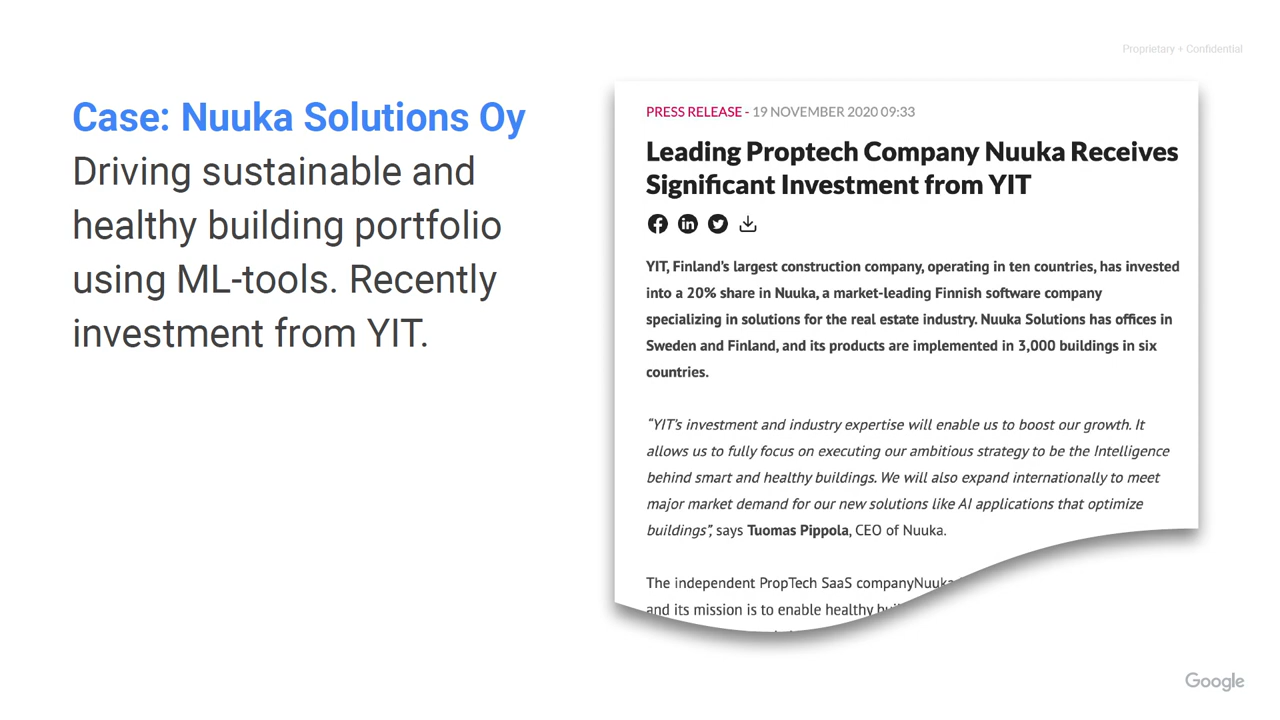 Proprietary + Confidential
Case: Nuuka Solutions Oy
Driving sustainable and
healthy building portfolio
using ML-tools. Recently
investment from YIT.
PRESS RELEASE - 19 NOVEMBER 2020 09:33
Leading Proptech Company Nuuka Receives
Significant Investment from YIT
YIT, Finland's largest construction company, operating in ten countries, has invested
into a 20% share in Nuuka, a market-leading Finnish software company
specializing in solutions for the real estate industry. Nuuka Solutions has offices in
Sweden and Finland, and its products are implemented in 3,000 buildings in six
countries.
“YIT's investment and industry expertise will enable us to boost our growth. It
allows us to fully focus on executing our ambitious strategy to be the Intelligence
behind smart and healthy buildings. We will also expand internationally to meet
major market demand for our new solutions like AI applications that optimize
buildings”, says Tuomas Pippola, CEO of Nuuka.
The independent PropTech SaaS companyNuuka
and its mission is to enable healthy
Google